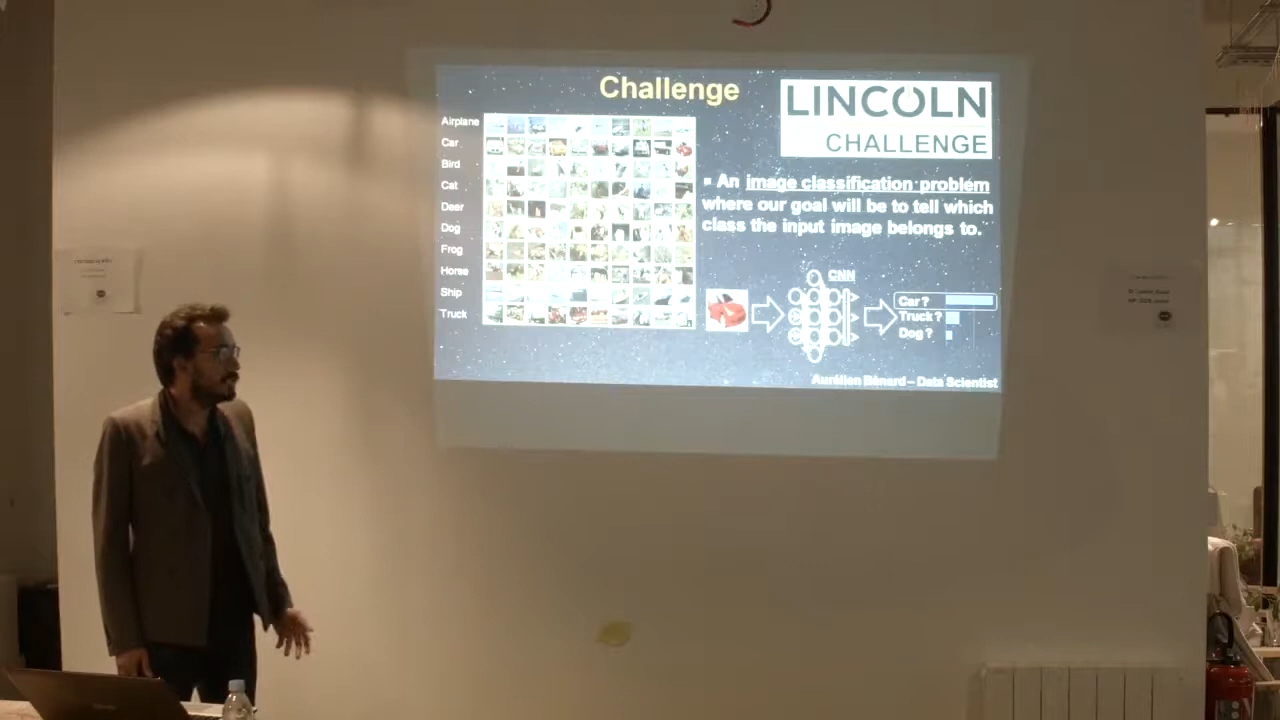 Challenge
LINCOLN
CHALLENGE
Airplane
Car
Bird
Cat
Deer
Dog
Frog
Horse
Ship
Truck
▪ An image classification problem
where our goal will be to tell which
class the input image belongs to.
CNN
Car ?
Truck ?
Dog ?
Aurélien Bénard – Data Scientist